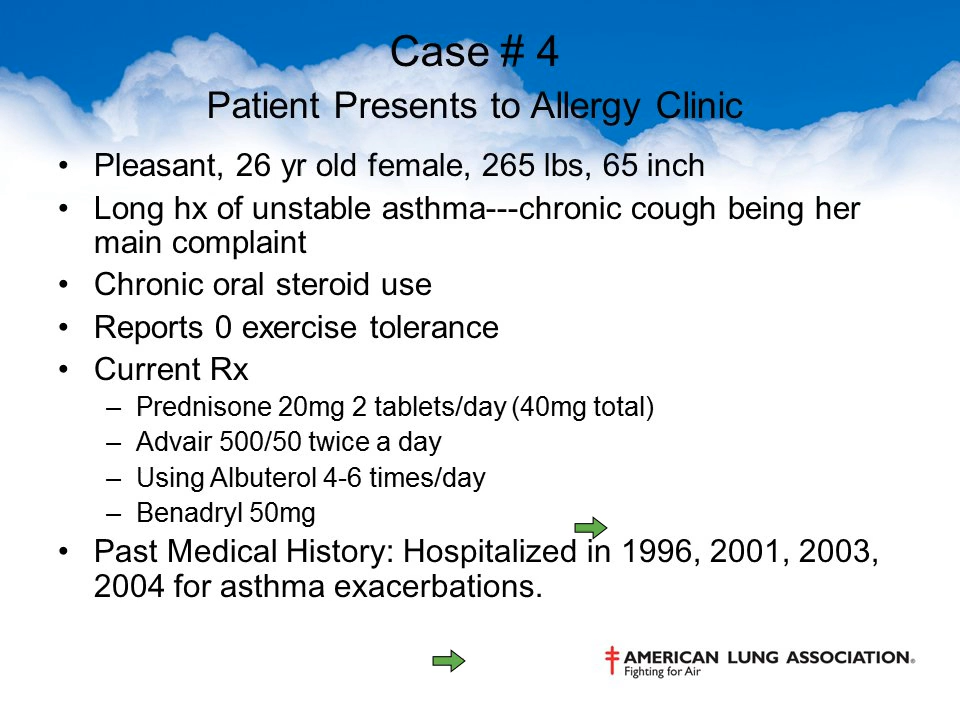 Case # 4
Patient Presents to Allergy Clinic
• Pleasant, 26 yr old female, 265 lbs, 65 inch
• Long hx of unstable asthma---chronic cough being her
main complaint
• Chronic oral steroid use
• Reports 0 exercise tolerance
• Current Rx
– Prednisone 20mg 2 tablets/day (40mg total)
– Advair 500/50 twice a day
– Using Albuterol 4-6 times/day
– Benadryl 50mg
• Past Medical History: Hospitalized in 1996, 2001, 2003,
2004 for asthma exacerbations.
AMERICAN LUNG ASSOCIATION®
Fighting for Air